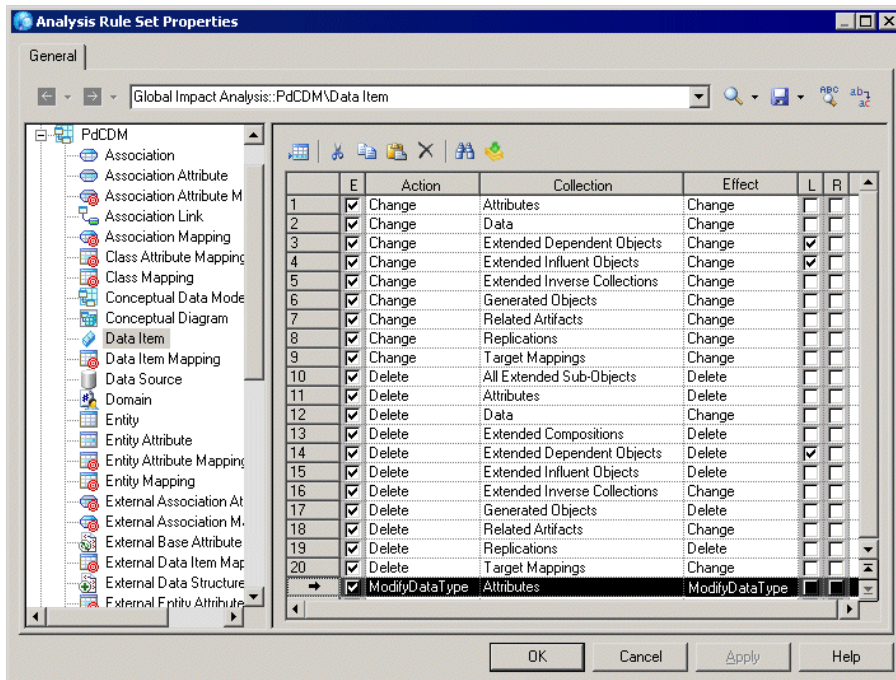 Analysis Rule Set Properties
General
Global Impact Analysis::PdCDM\Data Item
ABC
ab
ac
PdCDM
Association
Association Attribute
Association Attribute M
Association Link
Association Mapping
Class Attribute Mapping
Class Mapping
Conceptual Data Mode
Conceptual Diagram
Data Item
Data Item Mapping
Data Source
Domain
Entity
Entity Attribute
Entity Attribute Mapping
Entity Mapping
External Association At
External Association M
External Base Attribute
External Data Item Map
External Data Structure
External Entity Attribute
E Action Collection Effect L R
1 Change Attributes Change
2 Change Data Change
3 Change Extended Dependent Objects Change
4 Change Extended Influent Objects Change
5 Change Extended Inverse Collections Change
6 Change Generated Objects Change
7 Change Related Artifacts Change
8 Change Replications Change
9 Change Target Mappings Change
10 Delete All Extended Sub-Objects Delete
11 Delete Attributes Delete
12 Delete Data Change
13 Delete Extended Compositions Delete
14 Delete Extended Dependent Objects Delete
15 Delete Extended Influent Objects Delete
16 Delete Extended Inverse Collections Change
17 Delete Generated Objects Delete
18 Delete Related Artifacts Change
19 Delete Replications Delete
20 Delete Target Mappings Change
ModifyDataType Attributes ModifyDataType
OK Cancel Apply Help